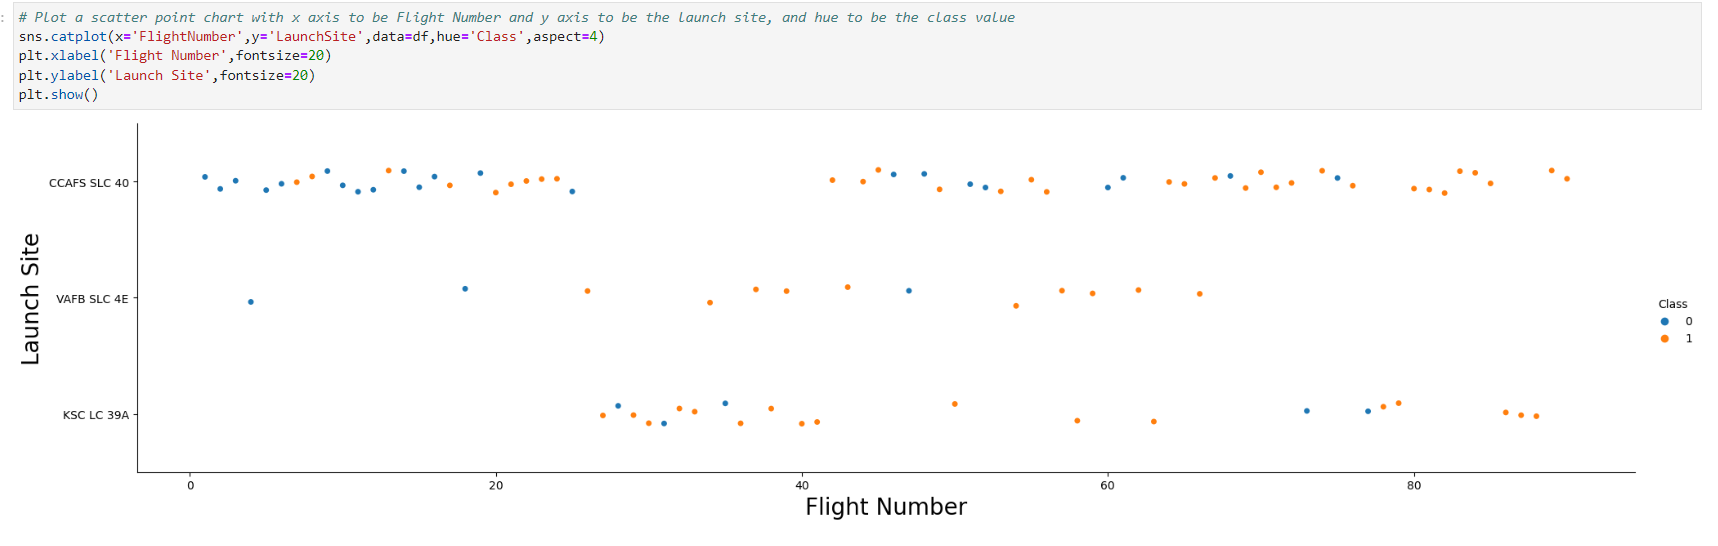 :
# Plot a scatter point chart with x axis to be Flight Number and y axis to be the launch site, and hue to be the class value
sns.catplot(x='FlightNumber',y='LaunchSite',data=df,hue='Class',aspect=4)
plt.xlabel('Flight Number',fontsize=20)
plt.ylabel('Launch Site',fontsize=20)
plt.show()
CCAFS SLC 40
VAFB SLC 4E
KSC LC 39A
Launch Site
0 20 40 60 80
Flight Number
Class
0
1